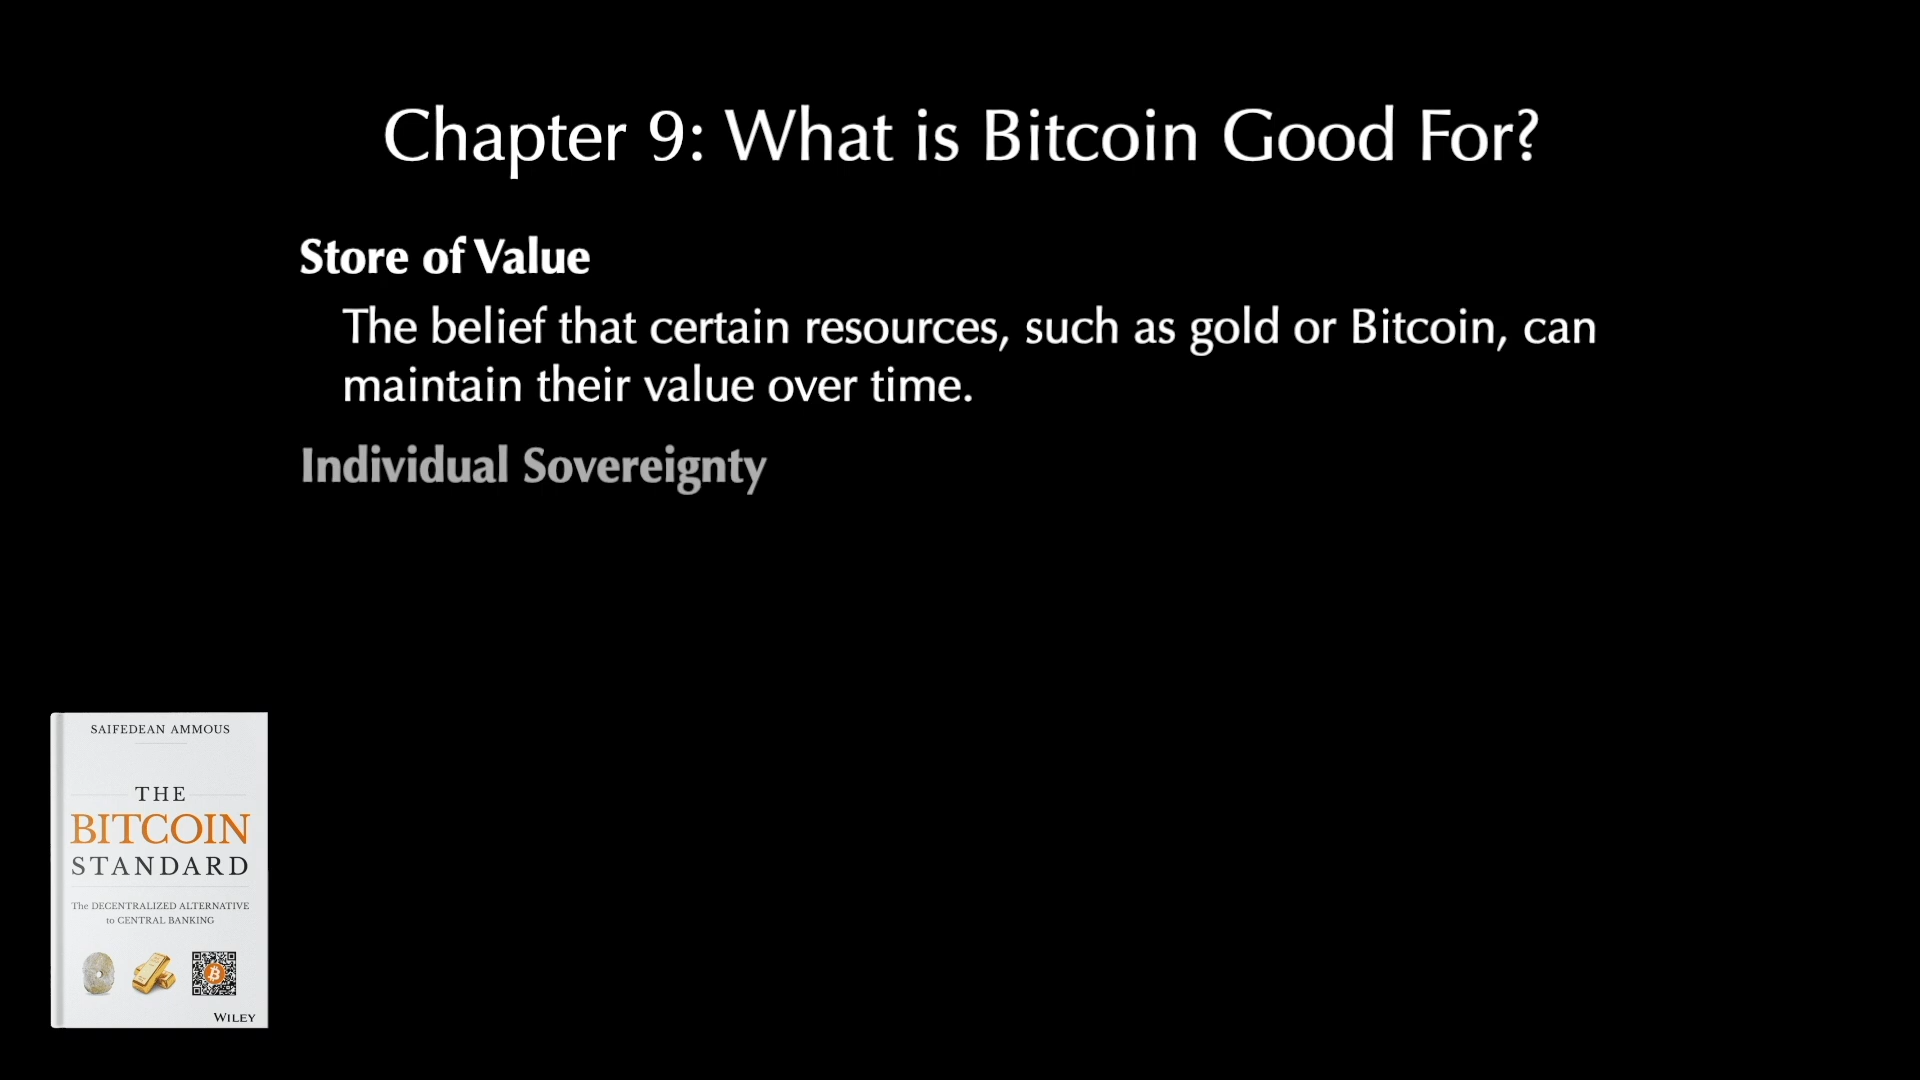 Chapter 9: What is Bitcoin Good For?
Store of Value
The belief that certain resources, such as gold or Bitcoin, can
maintain their value over time.
Individual Sovereignty
SAIFEDEAN AMMOUS
THE
BITCOIN
STANDARD
The DECENTRALIZED ALTERNATIVE
to CENTRAL BANKING
WILEY